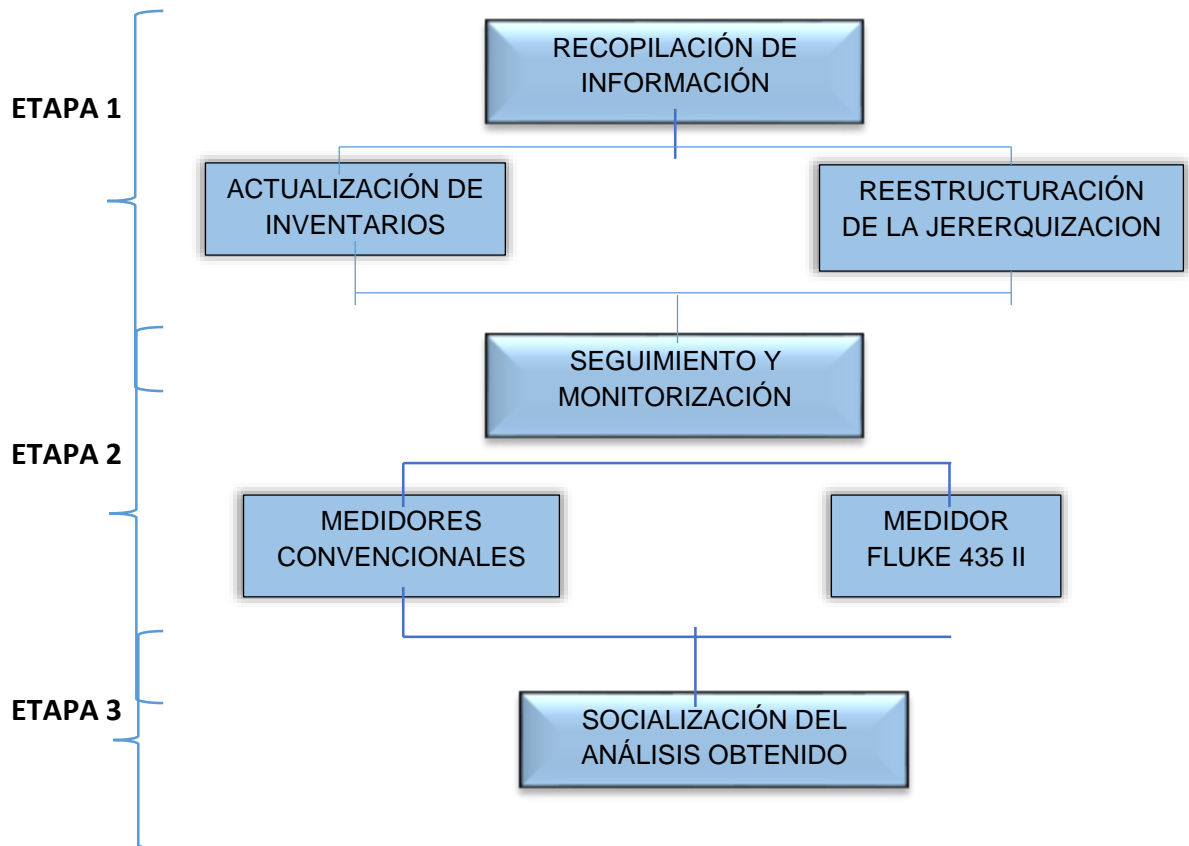 RECOPILACIÓN DE
INFORMACIÓN
ETAPA 1
ACTUALIZACIÓN DE
INVENTARIOS
REESTRUCTURACIÓN
DE LA JERERQUIZACION
SEGUIMIENTO Y
MONITORIZACIÓN
ETAPA 2
MEDIDORES
CONVENCIONALES
MEDIDOR
FLUKE 435 II
ETAPA 3
SOCIALIZACIÓN DEL
ANÁLISIS OBTENIDO